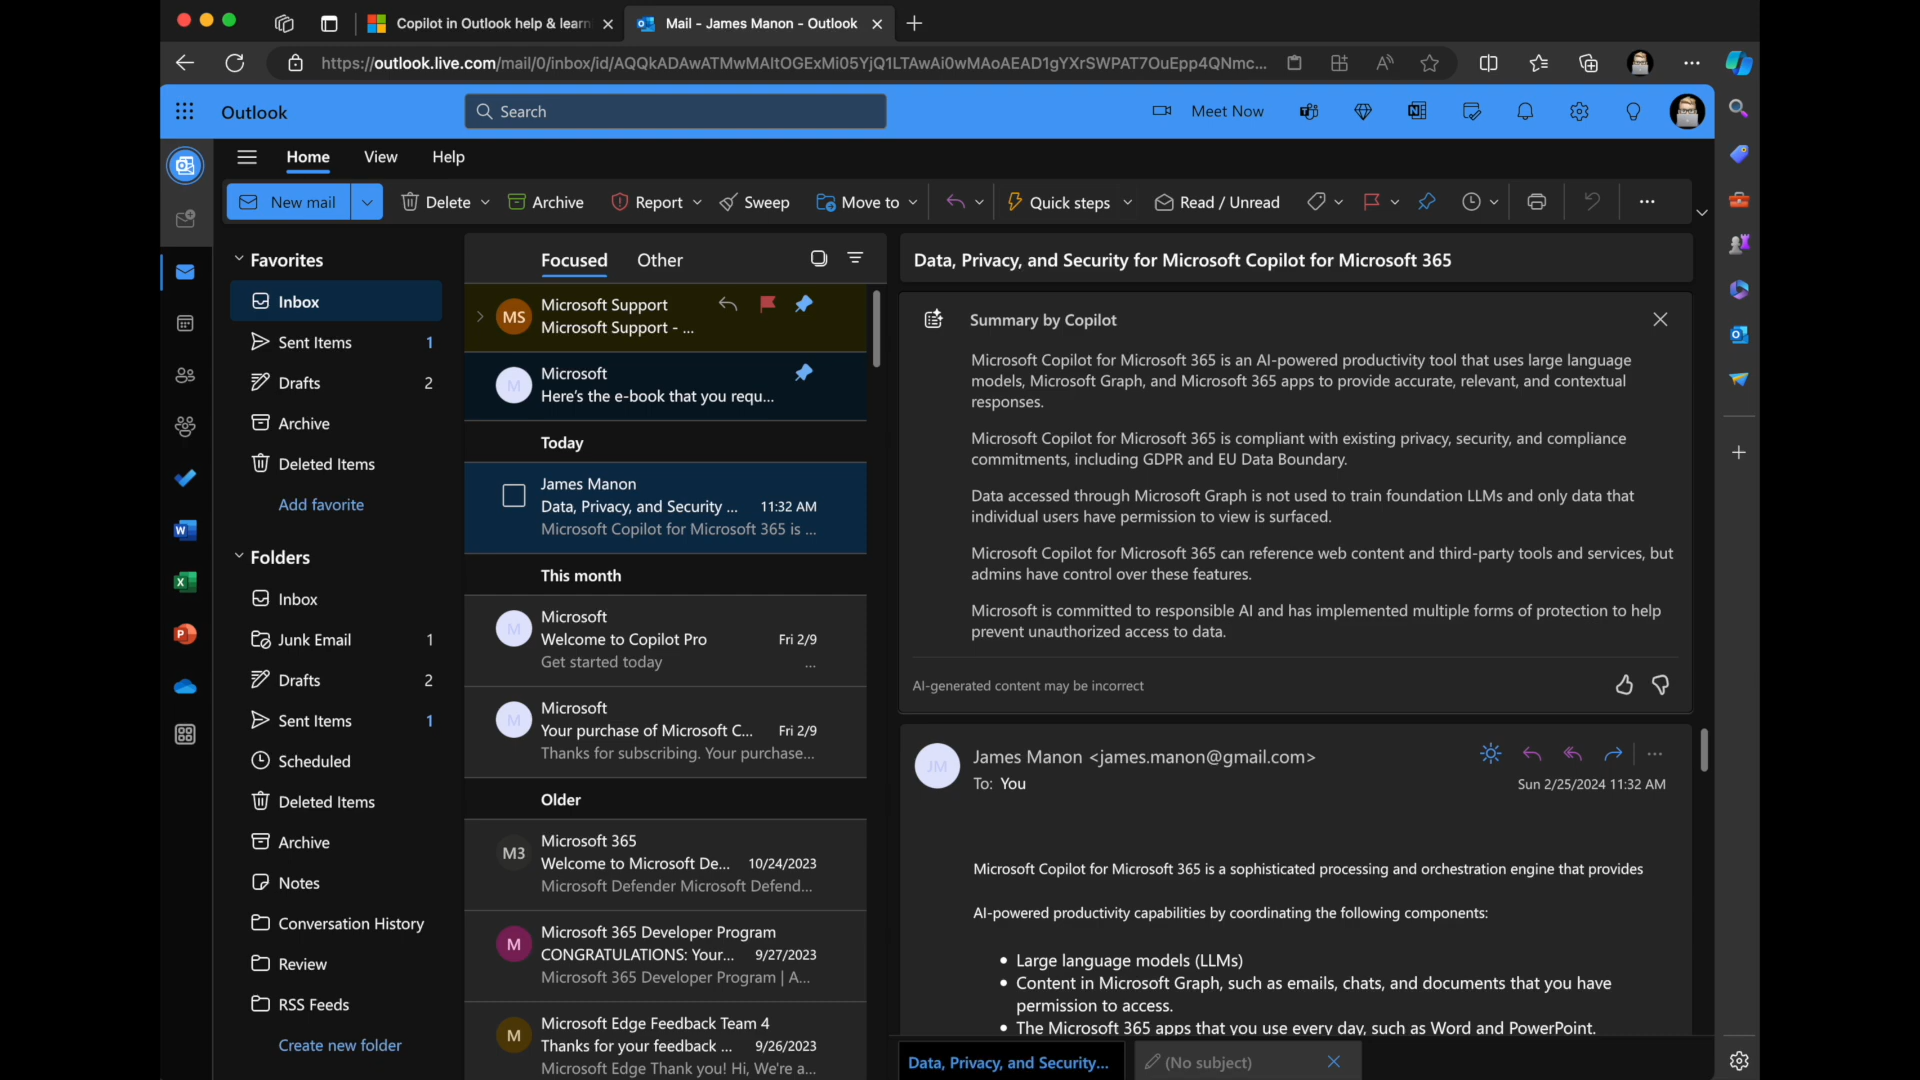 Copilot in Outlook help & learn
Mail - James Manon - Outlook
https://outlook.live.com/mail/0/inbox/id/AQQkADAwATMwMAItOGExMi05YjQ1LTAwAi0wMAoAEAD1gYXrSWPAT7OuEpp4QNmc...
Outlook
Search
Meet Now
Home
View
Help
New mail
Delete
Archive
Report
Sweep
Move to
Quick steps
Read / Unread
Favorites
Inbox
Sent Items 1
Drafts 2
Archive
Deleted Items
Add favorite
Folders
Inbox
Junk Email 1
Drafts 2
Sent Items 1
Scheduled
Deleted Items
Archive
Notes
Conversation History
Review
RSS Feeds
Create new folder
Focused
Other
MS
Microsoft Support
Microsoft Support - ...
M
Microsoft
Here's the e-book that you requ...
Today
James Manon
Data, Privacy, and Security ... 11:32 AM
Microsoft Copilot for Microsoft 365 is ...
This month
M
Microsoft
Welcome to Copilot Pro Fri 2/9
Get started today ...
M
Microsoft
Your purchase of Microsoft C... Fri 2/9
Thanks for subscribing. Your purchase...
Older
M3
Microsoft 365
Welcome to Microsoft De... 10/24/2023
Microsoft Defender Microsoft Defend...
M
Microsoft 365 Developer Program
CONGRATULATIONS: Your... 9/27/2023
Microsoft 365 Developer Program | A...
M
Microsoft Edge Feedback Team 4
Thanks for your feedback ... 9/26/2023
Microsoft Edge Thank you! Hi, We're a...
Data, Privacy, and Security for Microsoft Copilot for Microsoft 365
Summary by Copilot
Microsoft Copilot for Microsoft 365 is an AI-powered productivity tool that uses large language
models, Microsoft Graph, and Microsoft 365 apps to provide accurate, relevant, and contextual
responses.
Microsoft Copilot for Microsoft 365 is compliant with existing privacy, security, and compliance
commitments, including GDPR and EU Data Boundary.
Data accessed through Microsoft Graph is not used to train foundation LLMs and only data that
individual users have permission to view is surfaced.
Microsoft Copilot for Microsoft 365 can reference web content and third-party tools and services, but
admins have control over these features.
Microsoft is committed to responsible AI and has implemented multiple forms of protection to help
prevent unauthorized access to data.
AI-generated content may be incorrect
JM
James Manon <james.manon@gmail.com>
To: You
Sun 2/25/2024 11:32 AM
Microsoft Copilot for Microsoft 365 is a sophisticated processing and orchestration engine that provides
AI-powered productivity capabilities by coordinating the following components:
• Large language models (LLMs)
• Content in Microsoft Graph, such as emails, chats, and documents that you have
permission to access.
• The Microsoft 365 apps that you use every day, such as Word and PowerPoint.
Data, Privacy, and Security...
(No subject)